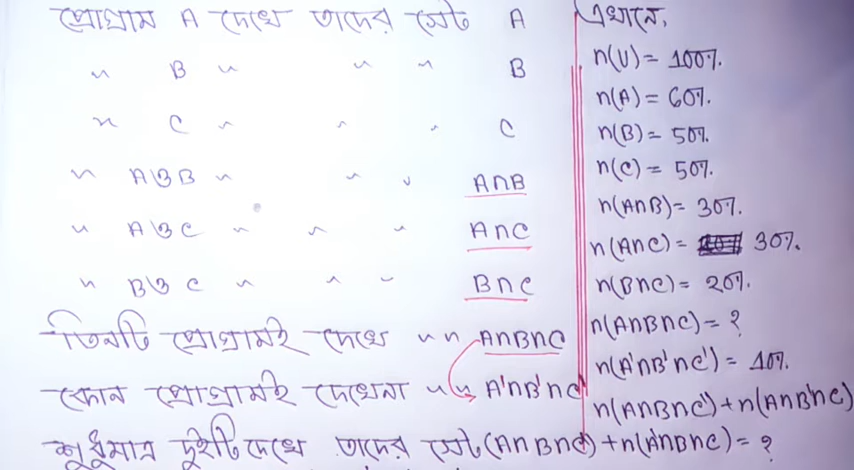 প্রোগ্রাম A দেখে তাদের সেট A
〃 B 〃 〃 〃 B
〃 C 〃 〃 〃 C
〃 A ও B 〃 〃 〃 A∩B
〃 A ও C 〃 〃 〃 A∩C
〃 B ও C 〃 〃 〃 B∩C
তিনটি প্রোগ্রামই দেখে 〃 〃 A∩B∩C
কোন প্রোগ্রামই দেখেনা 〃 〃 A'∩B'∩C'
শুধুমাত্র দুইটি দেখে তাদের সেট (A∩B∩C') + n(A'∩B∩C) = ?
এখানে,
n(U) = 100%
n(A) = 60%
n(B) = 50%
n(C) = 50%
n(A∩B) = 30%
n(A∩C) = 30%
n(B∩C) = 20%
n(A∩B∩C) = ?
n(A'∩B'∩C') = 10%
n(A∩B∩C') + n(A∩B'∩C)